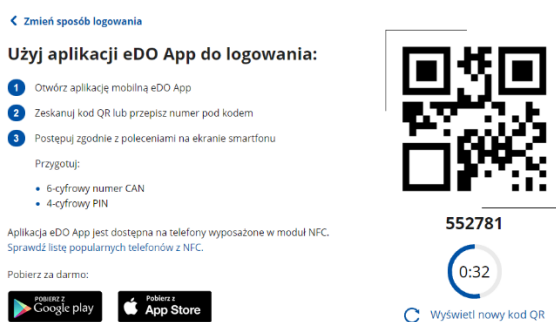 Zmień sposób logowania
Użyj aplikacji eDO App do logowania:
1 Otwórz aplikację mobilną eDO App
2 Zeskanuj kod QR lub przepisz numer pod kodem
3 Postępuj zgodnie z poleceniami na ekranie smartfonu
Przygotuj:
• 6-cyfrowy numer CAN
• 4-cyfrowy PIN
Aplikacja eDO App jest dostępna na telefony wyposażone w moduł NFC.
Sprawdź listę popularnych telefonów z NFC.
Pobierz za darmo:
POBIERZ Z
Google play
Pobierz z
App Store
552781
0:32
Wyświetl nowy kod QR